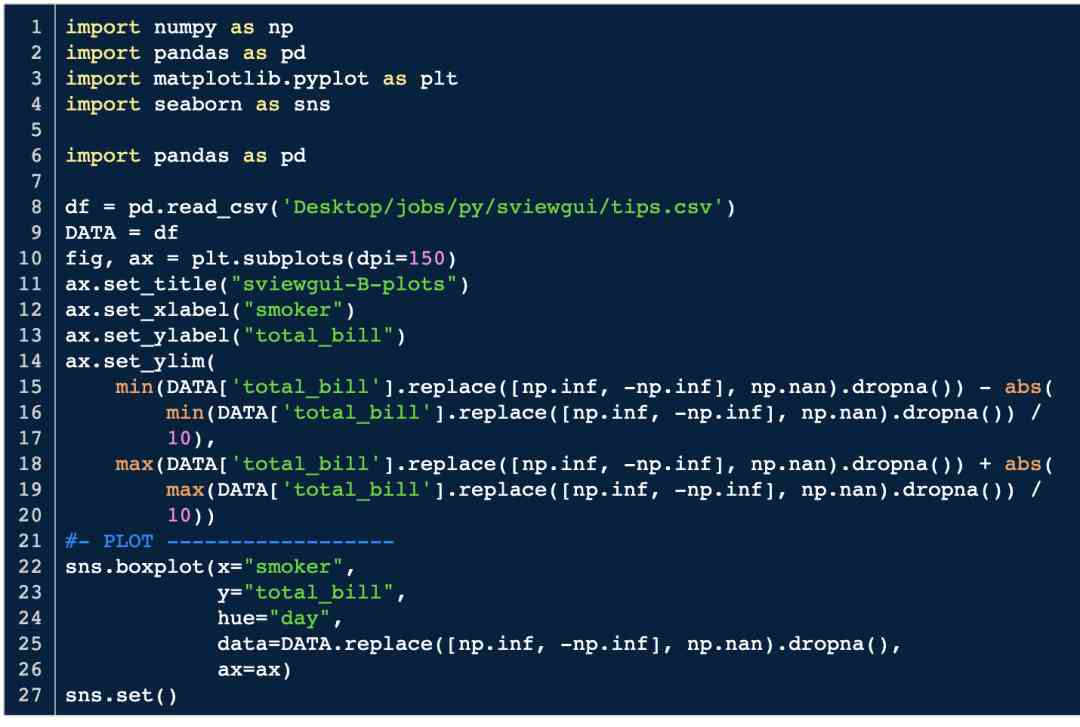 1 import numpy as np
2 import pandas as pd
3 import matplotlib.pyplot as plt
4 import seaborn as sns
5
6 import pandas as pd
7
8 df = pd.read_csv('Desktop/jobs/py/sviewgui/tips.csv')
9 DATA = df
10 fig, ax = plt.subplots(dpi=150)
11 ax.set_title("sviewgui-B-plots")
12 ax.set_xlabel("smoker")
13 ax.set_ylabel("total_bill")
14 ax.set_ylim(
15     min(DATA['total_bill'].replace([np.inf, -np.inf], np.nan).dropna()) - abs(
16         min(DATA['total_bill'].replace([np.inf, -np.inf], np.nan).dropna()) /
17         10),
18     max(DATA['total_bill'].replace([np.inf, -np.inf], np.nan).dropna()) + abs(
19         max(DATA['total_bill'].replace([np.inf, -np.inf], np.nan).dropna()) /
20         10))
21 #- PLOT ------------------
22 sns.boxplot(x="smoker",
23             y="total_bill",
24             hue="day",
25             data=DATA.replace([np.inf, -np.inf], np.nan).dropna(),
26             ax=ax)
27 sns.set()